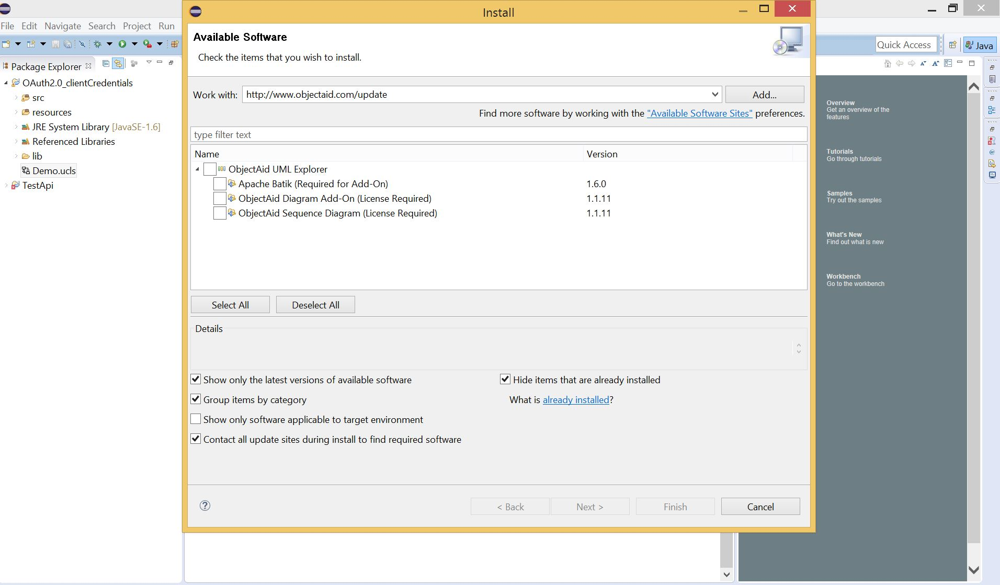 Install
File Edit Navigate Search Project Run
Quick Access
Java
Package Explorer
OAuth2.0_clientCredentials
src
resources
JRE System Library [JavaSE-1.6]
Referenced Libraries
lib
Demo.ucls
TestApi
Available Software
Check the items that you wish to install.
Work with: http://www.objectaid.com/update
Add...
Find more software by working with the "Available Software Sites" preferences.
type filter text
Name Version
ObjectAid UML Explorer
Apache Batik (Required for Add-On) 1.6.0
ObjectAid Diagram Add-On (License Required) 1.1.11
ObjectAid Sequence Diagram (License Required) 1.1.11
Select All Deselect All
Details
Show only the latest versions of available software
Hide items that are already installed
Group items by category
What is already installed?
Show only software applicable to target environment
Contact all update sites during install to find required software
< Back Next > Finish Cancel
Overview
Get an overview of the
features
Tutorials
Go through tutorials
Samples
Try out the samples
What's New
Find out what is new
Workbench
Go to the workbench